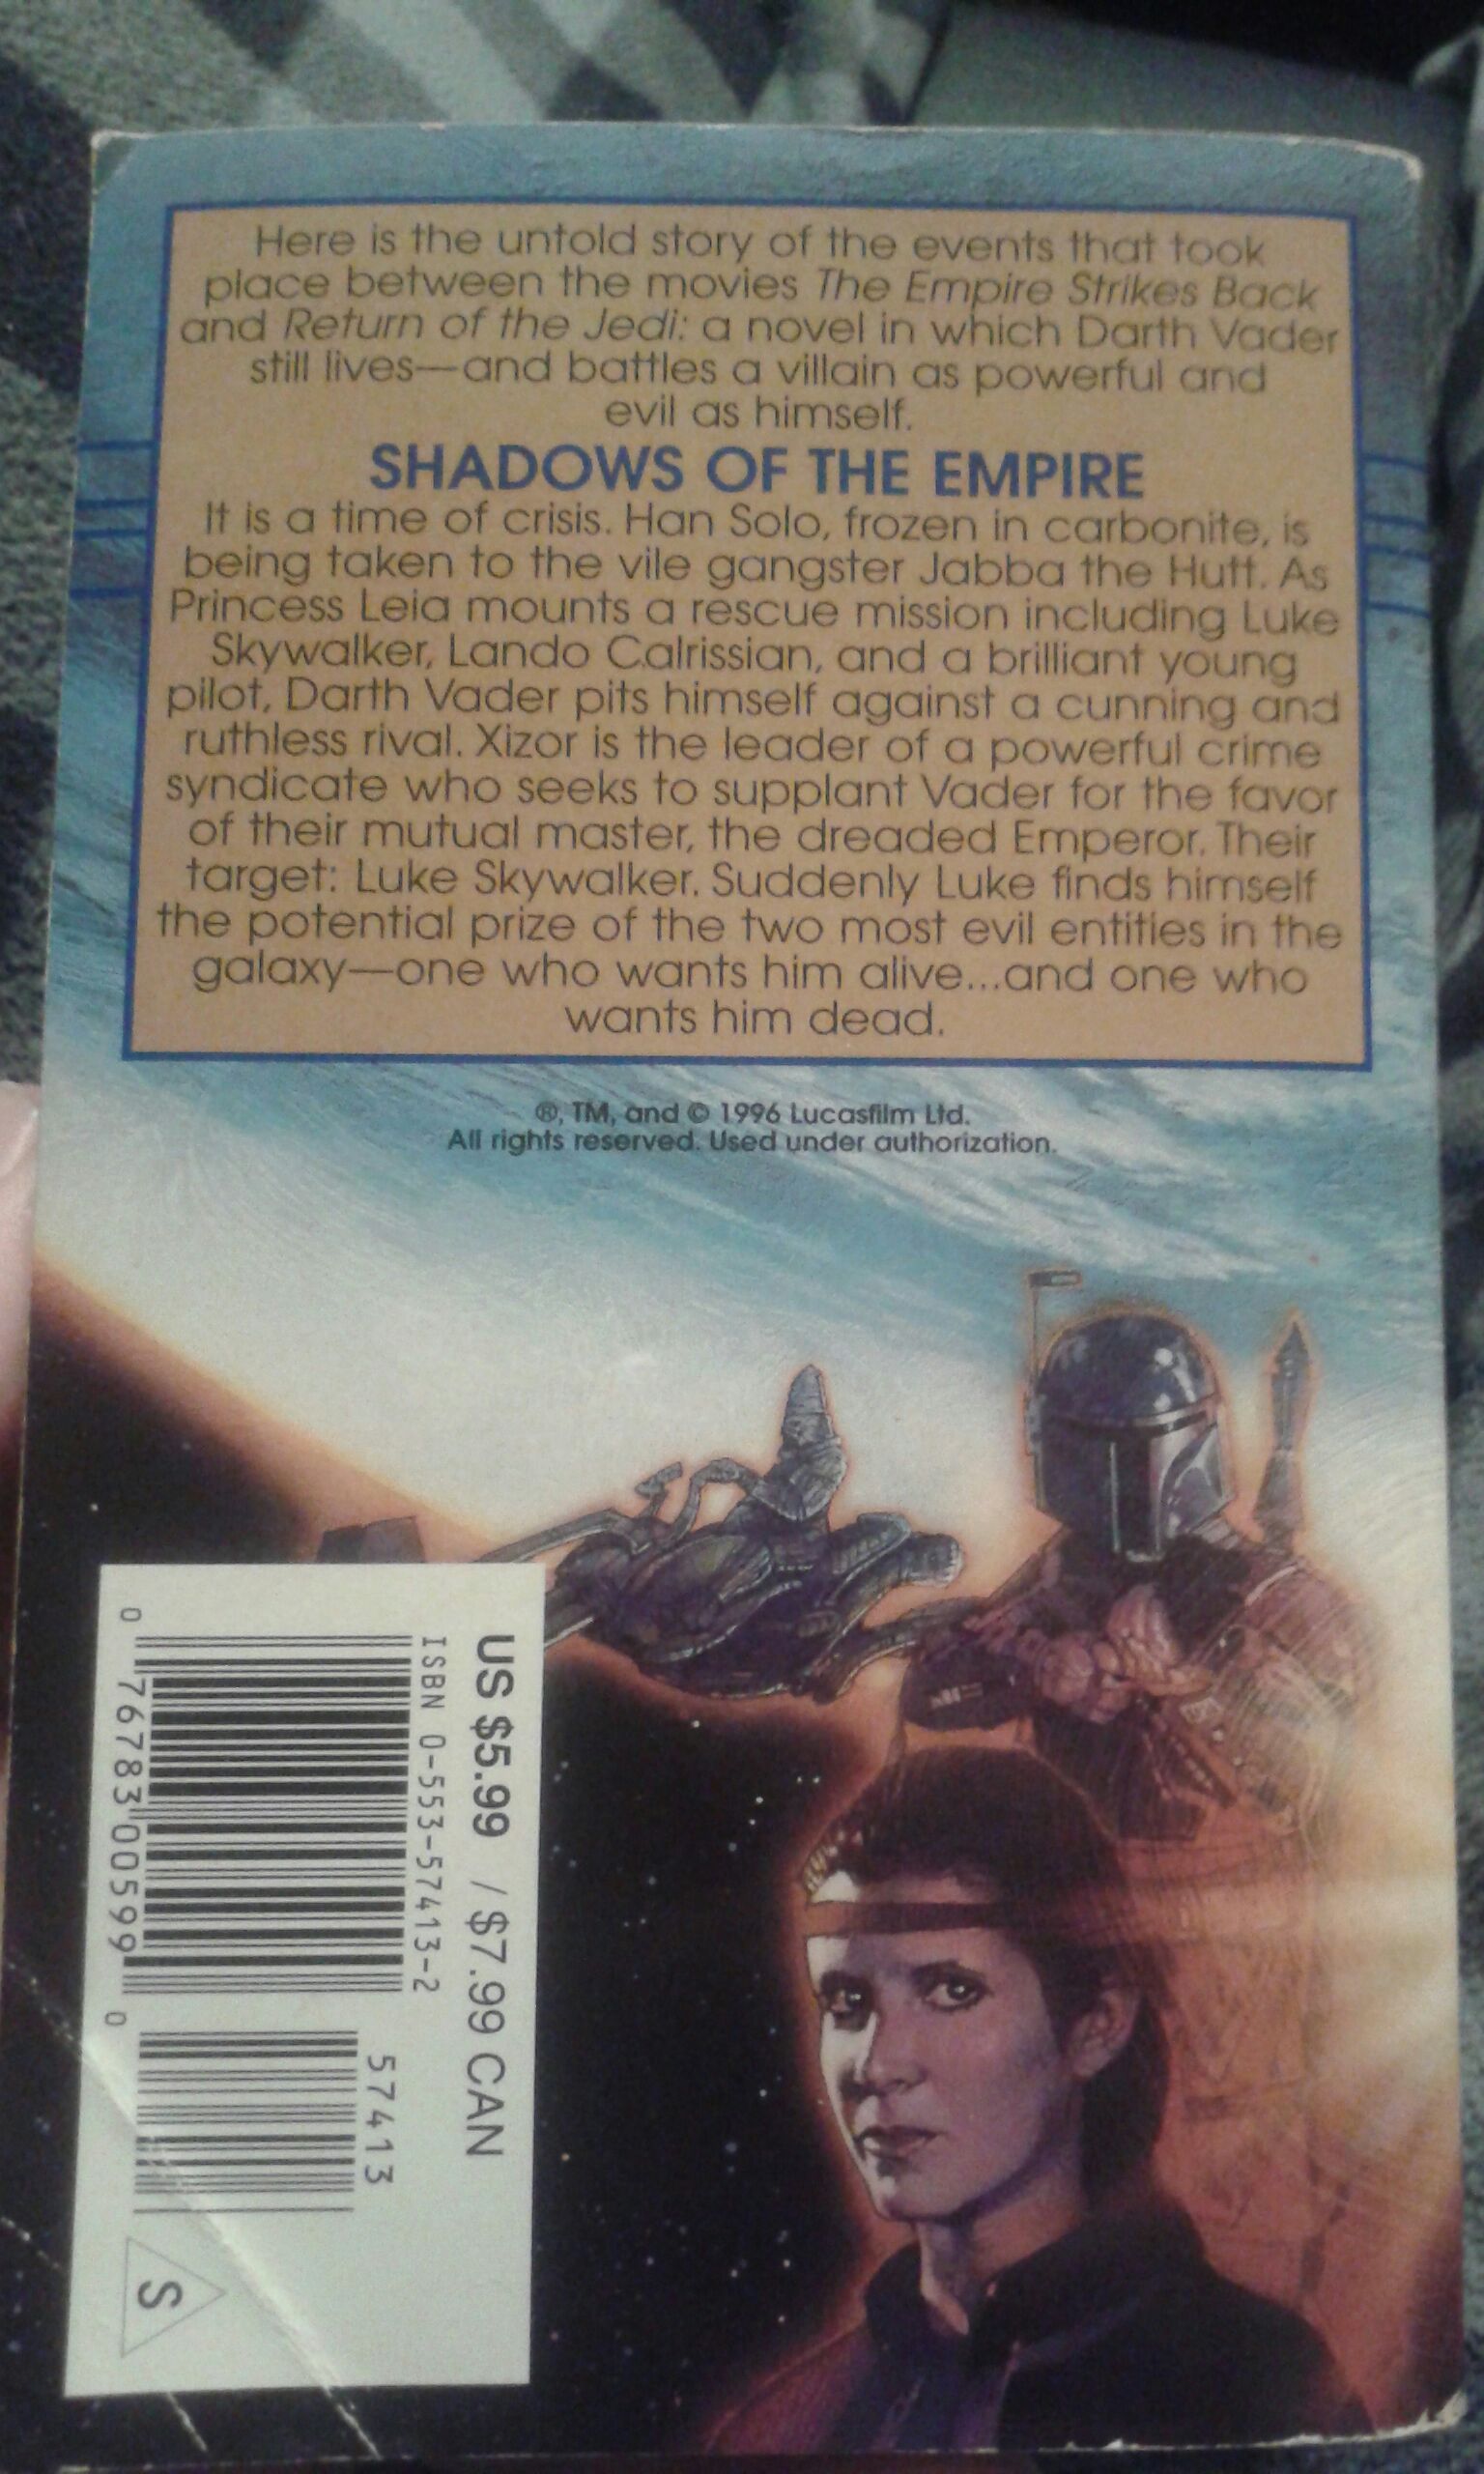 Here is the untold story of the events that took
place between the movies The Empire Strikes Back
and Return of the Jedi: a novel in which Darth Vader
still lives—and battles a villain as powerful and
evil as himself.
SHADOWS OF THE EMPIRE
It is a time of crisis. Han Solo, frozen in carbonite, is
being taken to the vile gangster Jabba the Hutt. As
Princess Leia mounts a rescue mission including Luke
Skywalker, Lando Calrissian, and a brilliant young
pilot, Darth Vader pits himself against a cunning and
ruthless rival. Xizor is the leader of a powerful crime
syndicate who seeks to supplant Vader for the favor
of their mutual master, the dreaded Emperor. Their
target: Luke Skywalker. Suddenly Luke finds himself
the potential prize of the two most evil entities in the
galaxy—one who wants him alive...and one who
wants him dead.
®, TM, and © 1996 Lucasfilm Ltd.
All rights reserved. Used under authorization.
US $5.99 / $7.99 CAN
ISBN 0-553-57413-2
57413
0 76783 00599 0
S